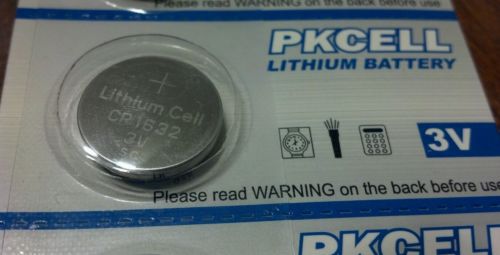 Please read WARNING on the back before use
PKCELL
LITHIUM BATTERY
+
Lithium Cell
CR1632
3V
3V
Please read WARNING on the back before use
PKCELL